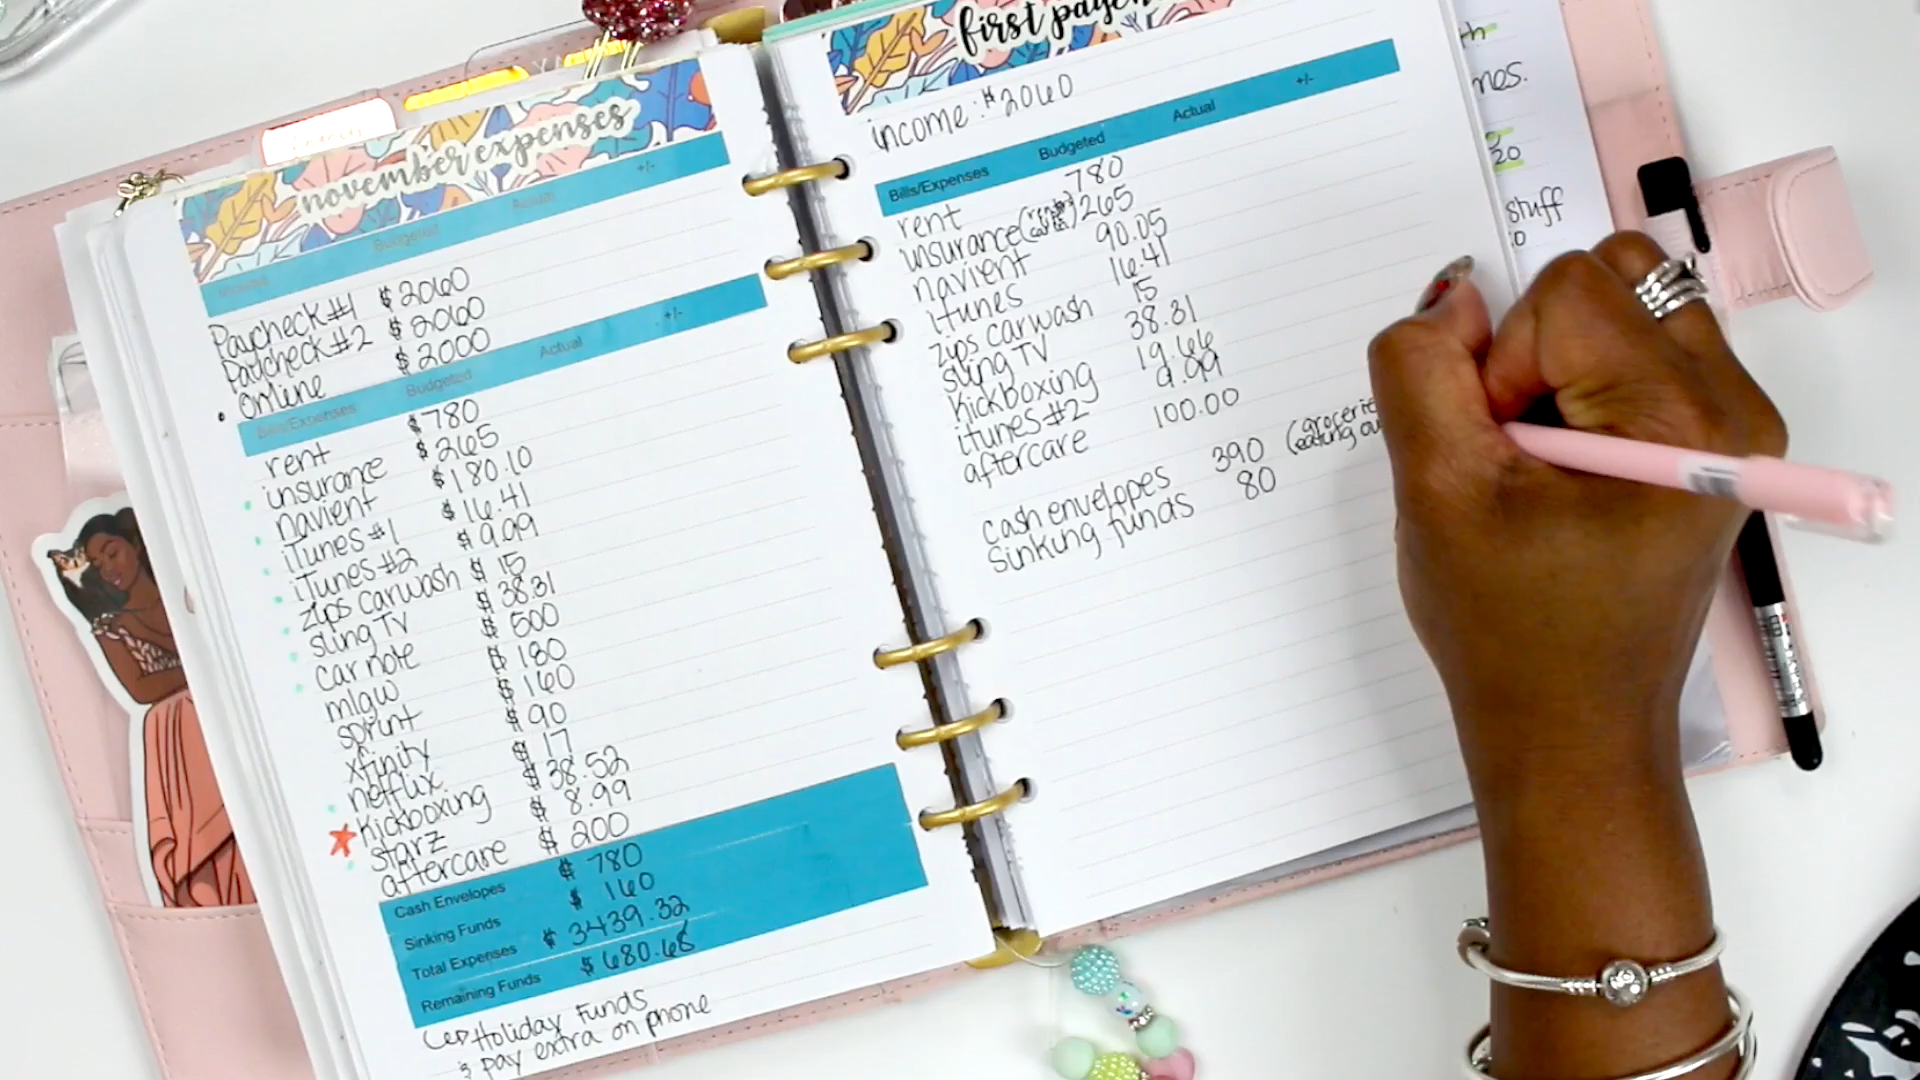 november expenses
Income Budgeted Actual +/-
Paycheck #1 $2060
Paycheck #2 $2060
• Online $2000
Bills/Expenses Budgeted Actual +/-
rent $780
insurance $265
navient $180.10
iTunes #1 $16.41
iTunes #2 $9.99
zips carwash $15
sling TV $38.31
car note $500
mlgw $180
sprint $160
xfinity $90
netflix $17
kickboxing $38.52
starz $8.99
aftercare $200
Cash Envelopes $780
Sinking Funds $160
Total Expenses $3439.32
Remaining Funds $680.68
Holiday Funds
& pay extra on phone
first
income: $2060
Bills/Expenses Budgeted Actual +/-
rent 780
insurance 265
navient 90.05
itunes 16.41
zips carwash 15
sling TV 38.31
kickboxing 19.66
itunes #2 9.99
aftercare 100.00
cash envelopes 390
eating
sinking funds 80
20
stuff